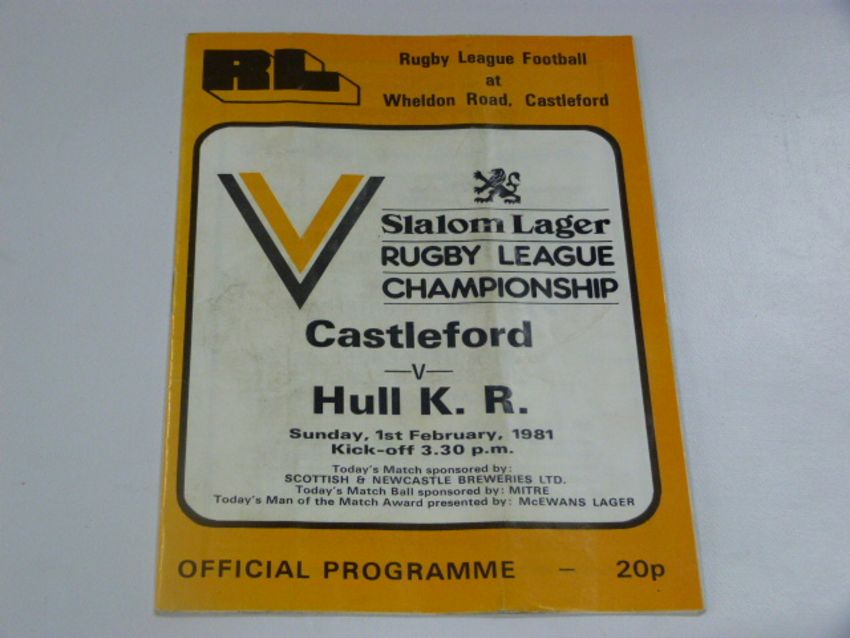 RL
Rugby League Football
at
Wheldon Road, Castleford
Slalom Lager
RUGBY LEAGUE
CHAMPIONSHIP
Castleford
—V—
Hull K. R.
Sunday, 1st February, 1981
Kick-off 3.30 p.m.
Today's Match sponsored by:
SCOTTISH & NEWCASTLE BREWERIES LTD.
Today's Match Ball sponsored by: MITRE
Today's Man of the Match Award presented by: McEWANS LAGER
OFFICIAL PROGRAMME – 20p